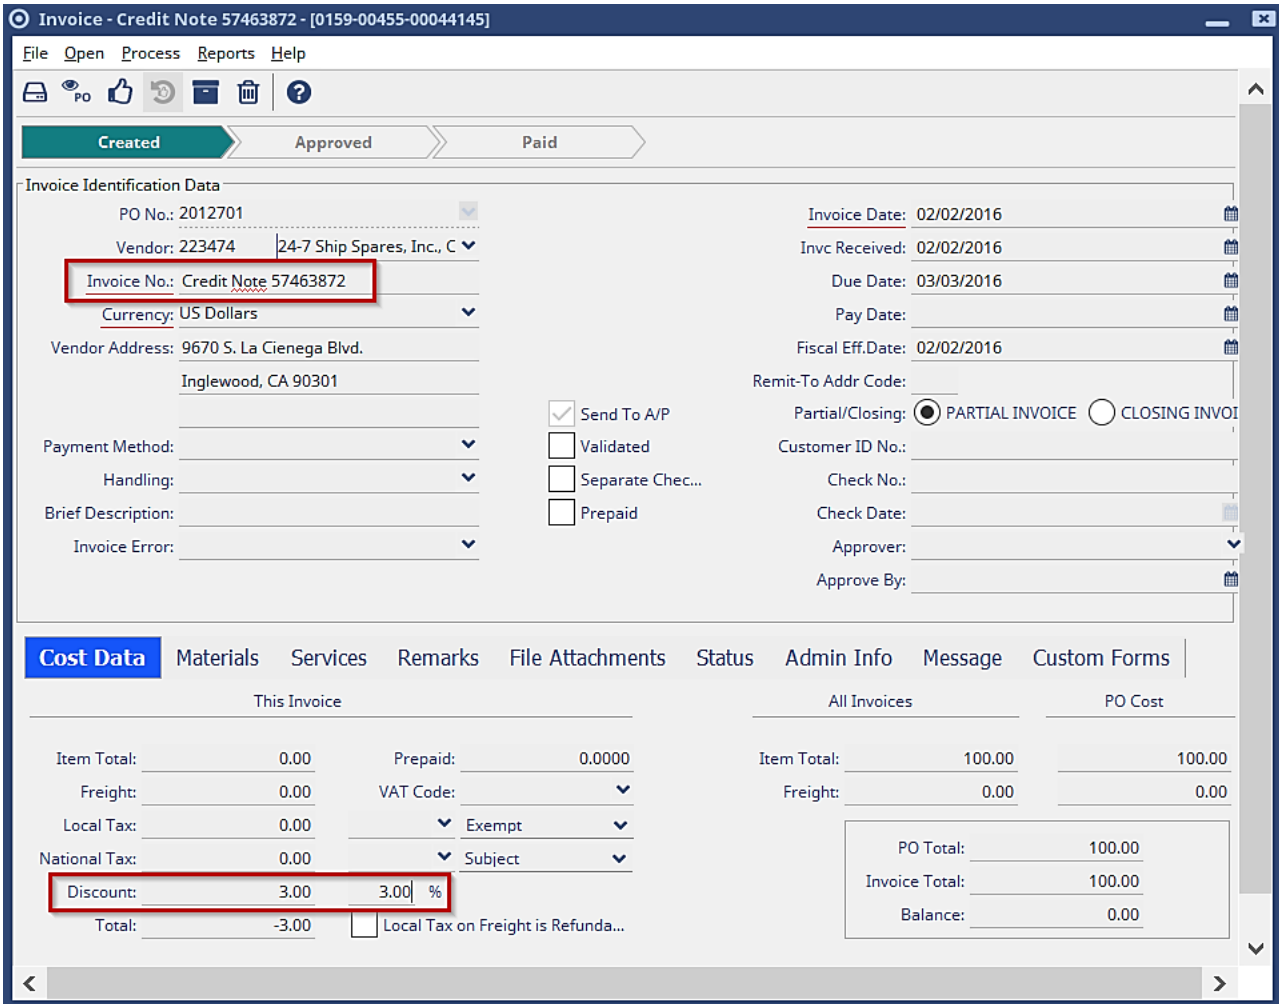 Invoice - Credit Note 57463872 - [0159-00455-00044145]
File Open Process Reports Help
PO
Created Approved Paid
Invoice Identification Data
PO No.: 2012701
Vendor: 223474 24-7 Ship Spares, Inc., C
Invoice No.: Credit Note 57463872
Currency: US Dollars
Vendor Address: 9670 S. La Cienega Blvd.
Inglewood, CA 90301
Payment Method:
Handling:
Brief Description:
Invoice Error:
Send To A/P
Validated
Separate Chec...
Prepaid
Invoice Date: 02/02/2016
Invc Received: 02/02/2016
Due Date: 03/03/2016
Pay Date:
Fiscal Eff.Date: 02/02/2016
Remit-To Addr Code:
Partial/Closing: PARTIAL INVOICE CLOSING INVOI
Customer ID No.:
Check No.:
Check Date:
Approver:
Approve By:
Cost Data Materials Services Remarks File Attachments Status Admin Info Message Custom Forms
This Invoice
Item Total: 0.00 Prepaid: 0.0000
Freight: 0.00 VAT Code:
Local Tax: 0.00 Exempt
National Tax: 0.00 Subject
Discount: 3.00 3.00 %
Total: -3.00 Local Tax on Freight is Refunda...
All Invoices PO Cost
Item Total: 100.00 100.00
Freight: 0.00 0.00
PO Total: 100.00
Invoice Total: 100.00
Balance: 0.00